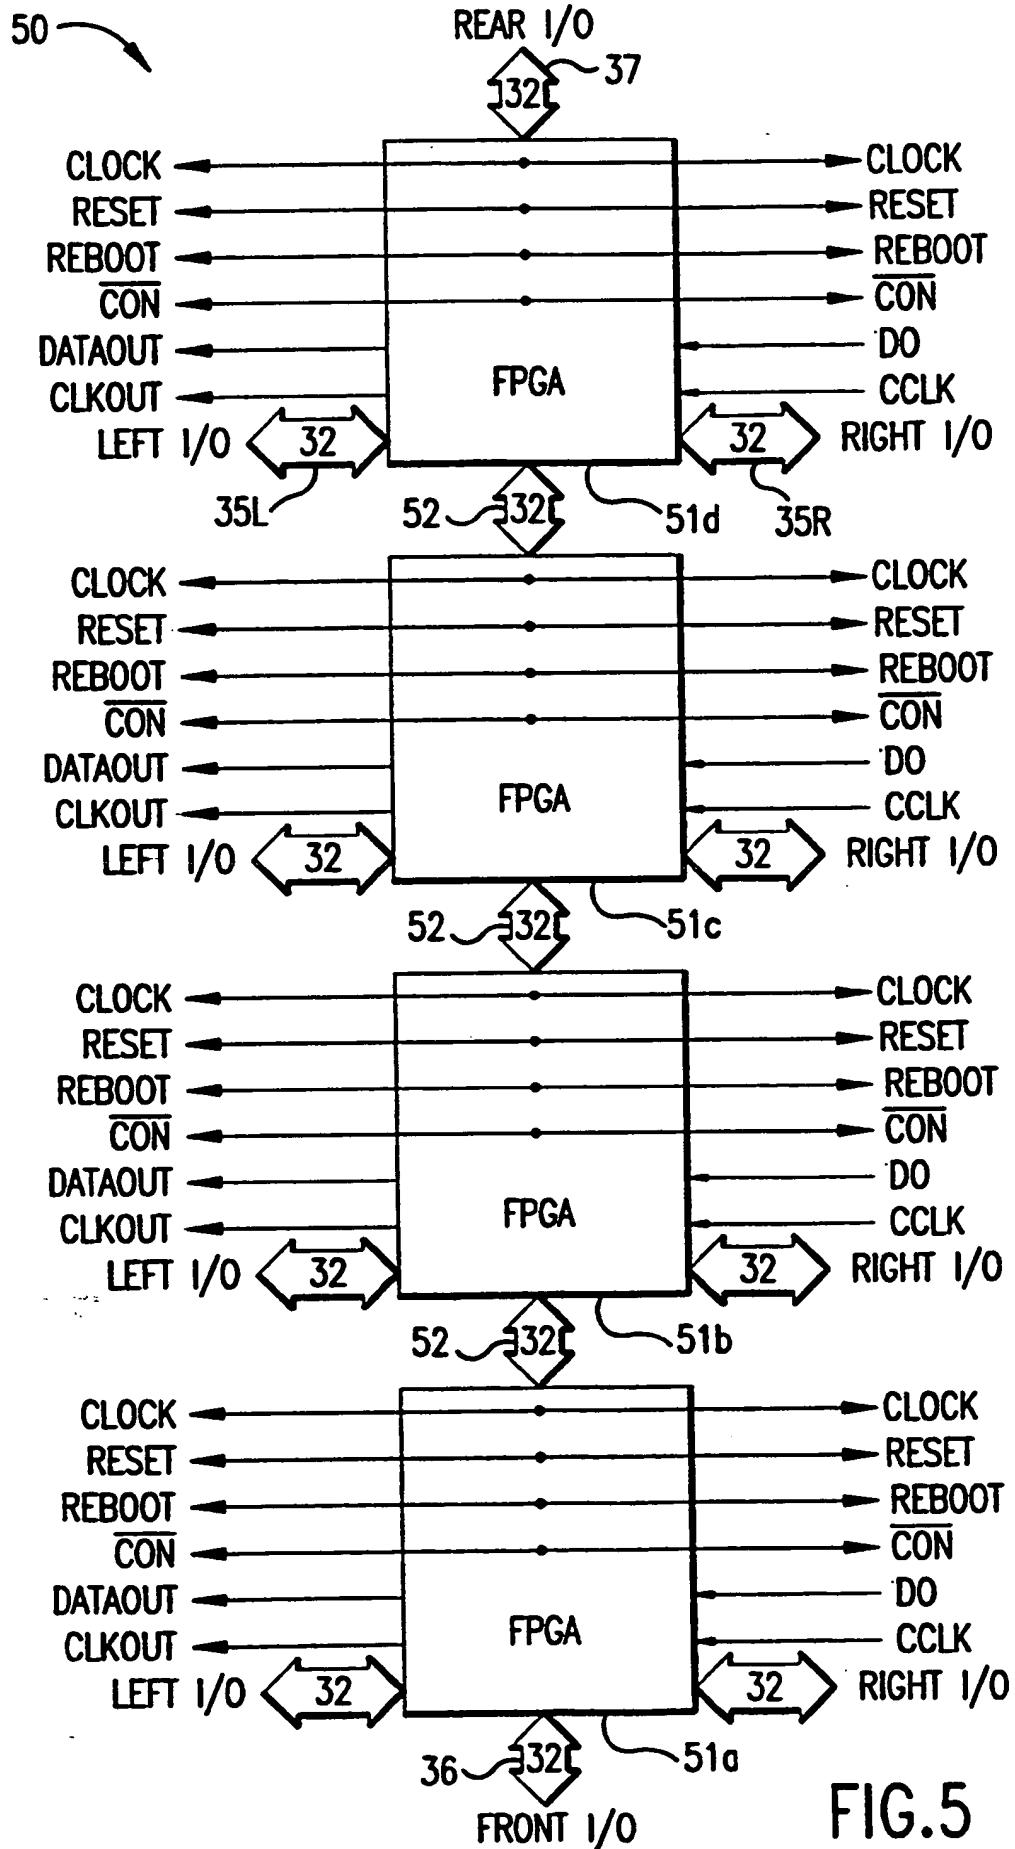 50
REAR I/O
32 37
CLOCK CLOCK
RESET RESET
REBOOT REBOOT
CON CON
DATAOUT DO
FPGA
CLKOUT CCLK
LEFT I/O 32 32 RIGHT I/O
35L 52 32 51d 35R
CLOCK CLOCK
RESET RESET
REBOOT REBOOT
CON CON
DATAOUT DO
FPGA
CLKOUT CCLK
LEFT I/O 32 32 RIGHT I/O
52 32 51c
CLOCK CLOCK
RESET RESET
REBOOT REBOOT
CON CON
DATAOUT DO
FPGA
CLKOUT CCLK
LEFT I/O 32 32 RIGHT I/O
52 32 51b
CLOCK CLOCK
RESET RESET
REBOOT REBOOT
CON CON
DATAOUT DO
FPGA
CLKOUT CCLK
LEFT I/O 32 32 RIGHT I/O
36 32 51a
FRONT I/O
FIG.5